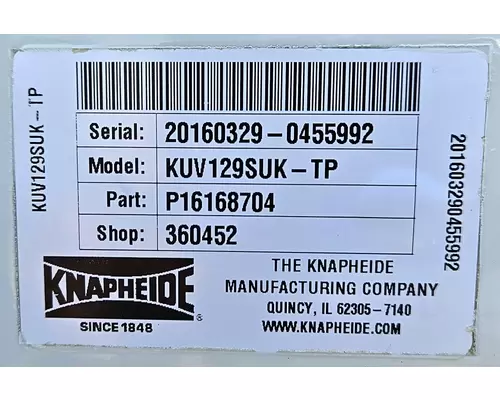 KUV129SUK-TP
Serial: 20160329-0455992
Model: KUV129SUK-TP
Part: P16168704
Shop: 360452
201603290455992
KNAPHEIDE®
SINCE 1848
THE KNAPHEIDE
MANUFACTURING COMPANY
QUINCY, IL 62305-7140
WWW.KNAPHEIDE.COM